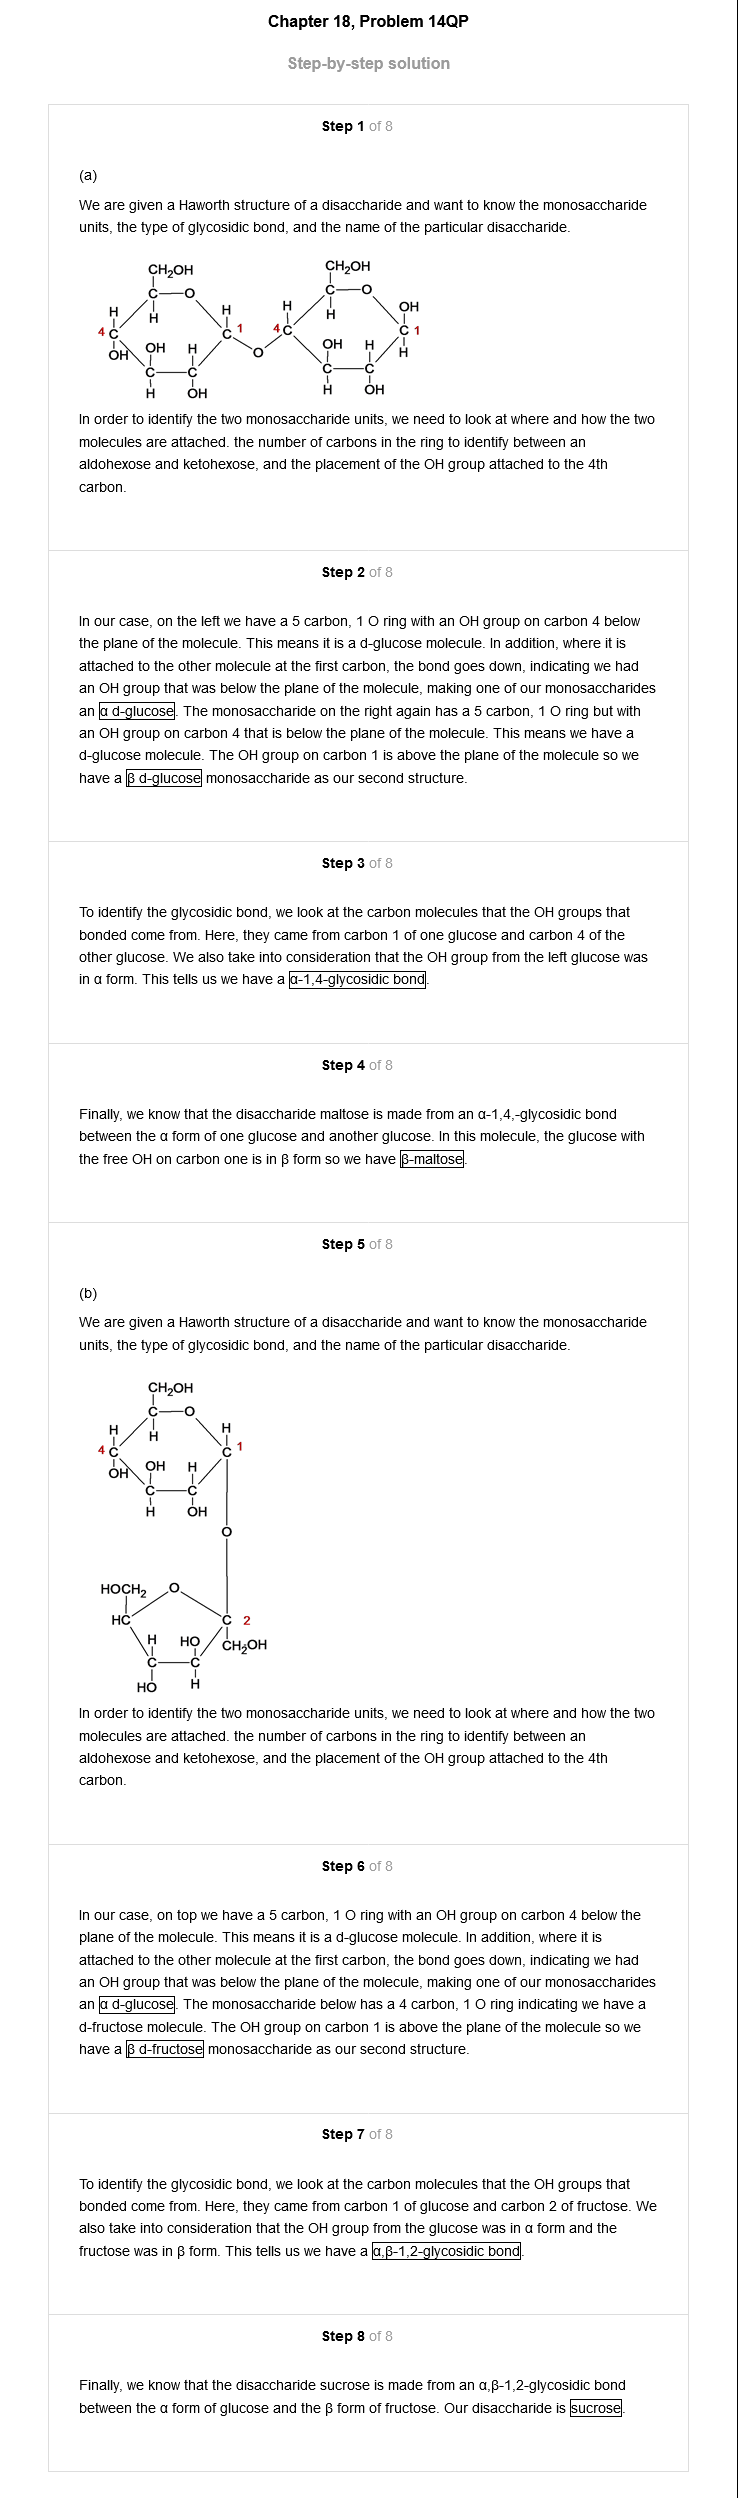 Chapter 18, Problem 14QP
Step-by-step solution
Step 1 of 8
(a)
We are given a Haworth structure of a disaccharide and want to know the monosaccharide
units, the type of glycosidic bond, and the name of the particular disaccharide.
CH₂OH CH₂OH
C O C O
H H H H H OH
4 C C 1 4 C C 1
OH OH H O OH H H
C C C C
H OH H OH
In order to identify the two monosaccharide units, we need to look at where and how the two
molecules are attached. the number of carbons in the ring to identify between an
aldohexose and ketohexose, and the placement of the OH group attached to the 4th
carbon.
Step 2 of 8
In our case, on the left we have a 5 carbon, 1 O ring with an OH group on carbon 4 below
the plane of the molecule. This means it is a d-glucose molecule. In addition, where it is
attached to the other molecule at the first carbon, the bond goes down, indicating we had
an OH group that was below the plane of the molecule, making one of our monosaccharides
an α d-glucose. The monosaccharide on the right again has a 5 carbon, 1 O ring but with
an OH group on carbon 4 that is below the plane of the molecule. This means we have a
d-glucose molecule. The OH group on carbon 1 is above the plane of the molecule so we
have a β d-glucose monosaccharide as our second structure.
Step 3 of 8
To identify the glycosidic bond, we look at the carbon molecules that the OH groups that
bonded come from. Here, they came from carbon 1 of one glucose and carbon 4 of the
other glucose. We also take into consideration that the OH group from the left glucose was
in α form. This tells us we have a α-1,4-glycosidic bond.
Step 4 of 8
Finally, we know that the disaccharide maltose is made from an α-1,4,-glycosidic bond
between the α form of one glucose and another glucose. In this molecule, the glucose with
the free OH on carbon one is in β form so we have β-maltose.
Step 5 of 8
(b)
We are given a Haworth structure of a disaccharide and want to know the monosaccharide
units, the type of glycosidic bond, and the name of the particular disaccharide.
CH₂OH
C O
H H H
4 C C 1
OH OH H
C C
H OH
O
HOCH₂ O
HC C 2
H HO CH₂OH
C C
HO H
In order to identify the two monosaccharide units, we need to look at where and how the two
molecules are attached. the number of carbons in the ring to identify between an
aldohexose and ketohexose, and the placement of the OH group attached to the 4th
carbon.
Step 6 of 8
In our case, on top we have a 5 carbon, 1 O ring with an OH group on carbon 4 below the
plane of the molecule. This means it is a d-glucose molecule. In addition, where it is
attached to the other molecule at the first carbon, the bond goes down, indicating we had
an OH group that was below the plane of the molecule, making one of our monosaccharides
an α d-glucose. The monosaccharide below has a 4 carbon, 1 O ring indicating we have a
d-fructose molecule. The OH group on carbon 1 is above the plane of the molecule so we
have a β d-fructose monosaccharide as our second structure.
Step 7 of 8
To identify the glycosidic bond, we look at the carbon molecules that the OH groups that
bonded come from. Here, they came from carbon 1 of glucose and carbon 2 of fructose. We
also take into consideration that the OH group from the glucose was in α form and the
fructose was in β form. This tells us we have a α,β-1,2-glycosidic bond.
Step 8 of 8
Finally, we know that the disaccharide sucrose is made from an α,β-1,2-glycosidic bond
between the α form of glucose and the β form of fructose. Our disaccharide is sucrose.